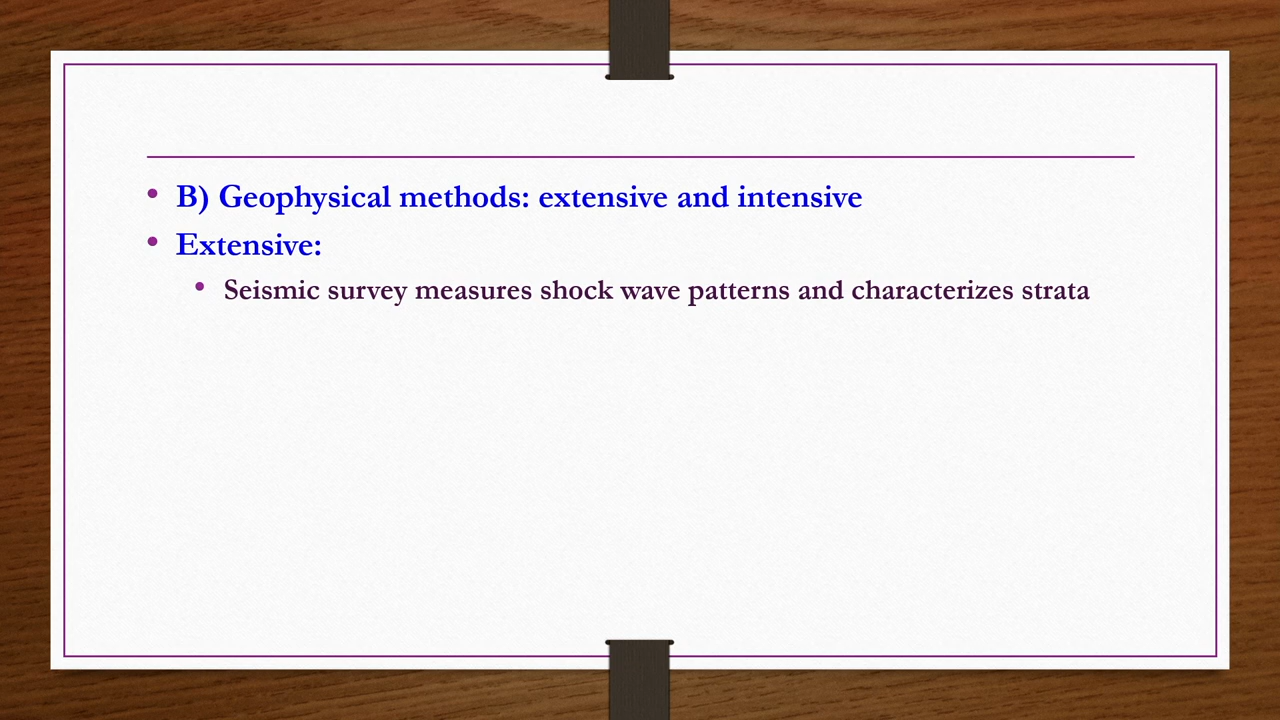 • B) Geophysical methods: extensive and intensive
• Extensive:
• Seismic survey measures shock wave patterns and characterizes strata